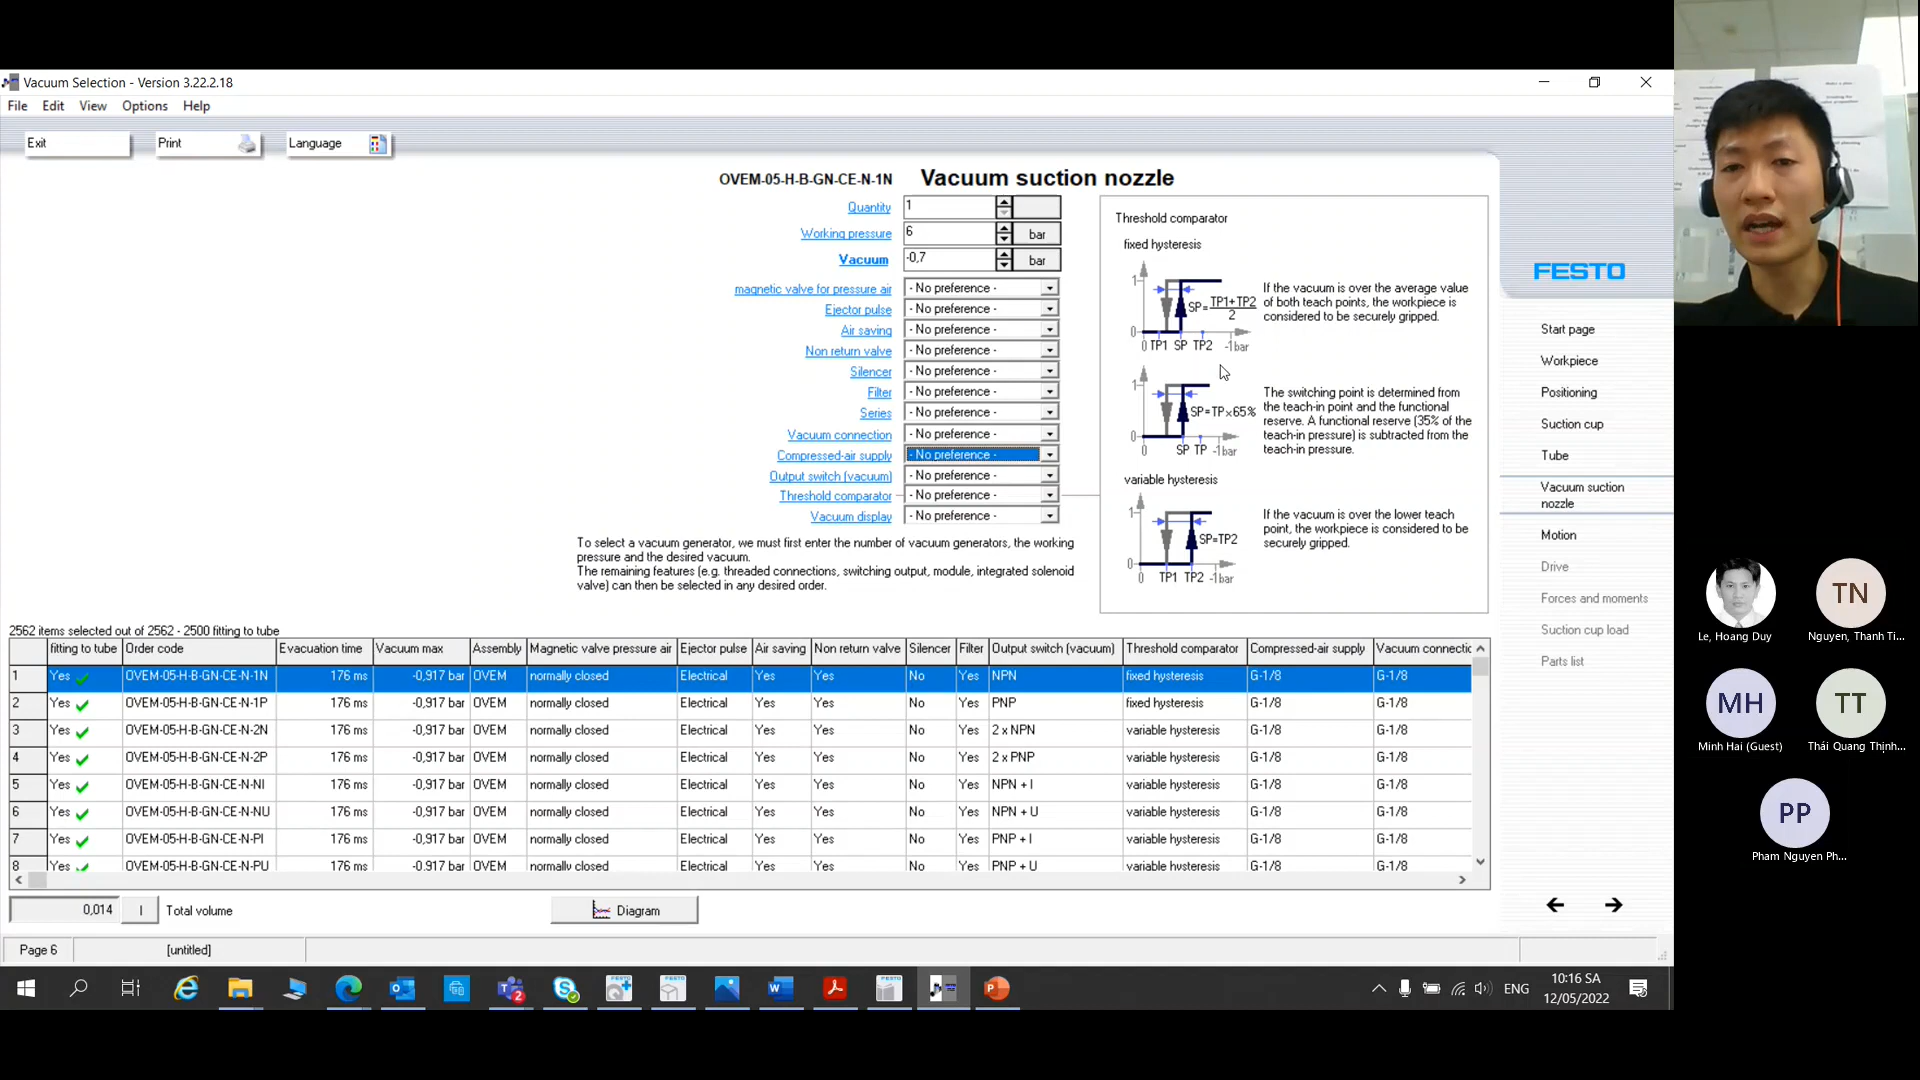 Vacuum Selection - Version 3.22.2.18
File Edit View Options Help
Exit Print Language
OVEM-05-H-B-GN-CE-N-1N Vacuum suction nozzle
Quantity 1
Working pressure 6 bar
Vacuum -0,7 bar
magnetic valve for pressure air - No preference -
Ejector pulse - No preference -
Air saving - No preference -
Non return valve - No preference -
Silencer - No preference -
Filter - No preference -
Series - No preference -
Vacuum connection - No preference -
Compressed-air supply - No preference -
Output switch (vacuum) - No preference -
Threshold comparator - No preference -
Vacuum display - No preference -
To select a vacuum generator, we must first enter the number of vacuum generators, the working
pressure and the desired vacuum.
The remaining features (e.g. threaded connections, switching output, module, integrated solenoid
valve) can then be selected in any desired order.
Threshold comparator
fixed hysteresis
1
SP= TP1+TP2
2
0
0 TP1 SP TP2 -1bar
If the vacuum is over the average value
of both teach points, the workpiece is
considered to be securely gripped.
1
SP=TP×65%
0
0 SP TP -1bar
The switching point is determined from
the teach-in point and the functional
reserve. A functional reserve (35% of the
teach-in pressure) is subtracted from the
teach-in pressure.
variable hysteresis
1
SP=TP2
0
0 TP1 TP2 -1bar
If the vacuum is over the lower teach
point, the workpiece is considered to be
securely gripped.
FESTO
Start page
Workpiece
Positioning
Suction cup
Tube
Vacuum suction
nozzle
Motion
Drive
Forces and moments
Suction cup load
Parts list
2562 items selected out of 2562 - 2500 fitting to tube
fitting to tube Order code Evacuation time Vacuum max Assembly Magnetic valve pressure air Ejector pulse Air saving Non return valve Silencer Filter Output switch (vacuum) Threshold comparator Compressed-air supply Vacuum connectic
1 Yes OVEM-05-H-B-GN-CE-N-1N 176 ms -0,917 bar OVEM normally closed Electrical Yes Yes No Yes NPN fixed hysteresis G-1/8 G-1/8
2 Yes OVEM-05-H-B-GN-CE-N-1P 176 ms -0,917 bar OVEM normally closed Electrical Yes Yes No Yes PNP fixed hysteresis G-1/8 G-1/8
3 Yes OVEM-05-H-B-GN-CE-N-2N 176 ms -0,917 bar OVEM normally closed Electrical Yes Yes No Yes 2 x NPN variable hysteresis G-1/8 G-1/8
4 Yes OVEM-05-H-B-GN-CE-N-2P 176 ms -0,917 bar OVEM normally closed Electrical Yes Yes No Yes 2 x PNP variable hysteresis G-1/8 G-1/8
5 Yes OVEM-05-H-B-GN-CE-N-NI 176 ms -0,917 bar OVEM normally closed Electrical Yes Yes No Yes NPN + I variable hysteresis G-1/8 G-1/8
6 Yes OVEM-05-H-B-GN-CE-N-NU 176 ms -0,917 bar OVEM normally closed Electrical Yes Yes No Yes NPN + U variable hysteresis G-1/8 G-1/8
7 Yes OVEM-05-H-B-GN-CE-N-PI 176 ms -0,917 bar OVEM normally closed Electrical Yes Yes No Yes PNP + I variable hysteresis G-1/8 G-1/8
8 Yes OVEM-05-H-B-GN-CE-N-PU 176 ms -0,917 bar OVEM normally closed Electrical Yes Yes No Yes PNP + U variable hysteresis G-1/8 G-1/8
0,014 l Total volume Diagram
Page 6 [untitled]
ENG 10:16 SA
12/05/2022
Le, Hoang Duy
TN
Nguyen, Thanh Ti...
MH
Minh Hai (Guest)
TT
Thái Quang Thịnh...
PP
Pham Nguyen Ph...